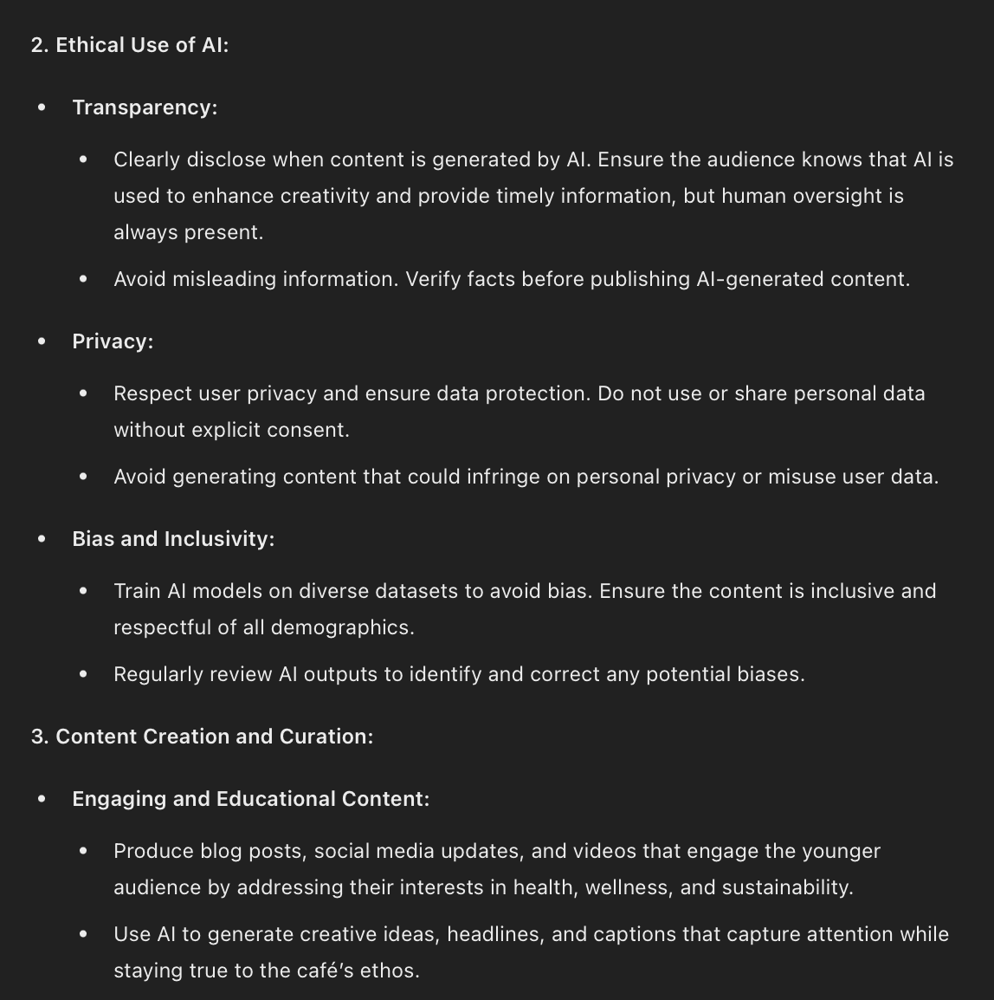 2. Ethical Use of AI:
• Transparency:
• Clearly disclose when content is generated by AI. Ensure the audience knows that AI is
used to enhance creativity and provide timely information, but human oversight is
always present.
• Avoid misleading information. Verify facts before publishing AI-generated content.
• Privacy:
• Respect user privacy and ensure data protection. Do not use or share personal data
without explicit consent.
• Avoid generating content that could infringe on personal privacy or misuse user data.
• Bias and Inclusivity:
• Train AI models on diverse datasets to avoid bias. Ensure the content is inclusive and
respectful of all demographics.
• Regularly review AI outputs to identify and correct any potential biases.
3. Content Creation and Curation:
• Engaging and Educational Content:
• Produce blog posts, social media updates, and videos that engage the younger
audience by addressing their interests in health, wellness, and sustainability.
• Use AI to generate creative ideas, headlines, and captions that capture attention while
staying true to the café’s ethos.